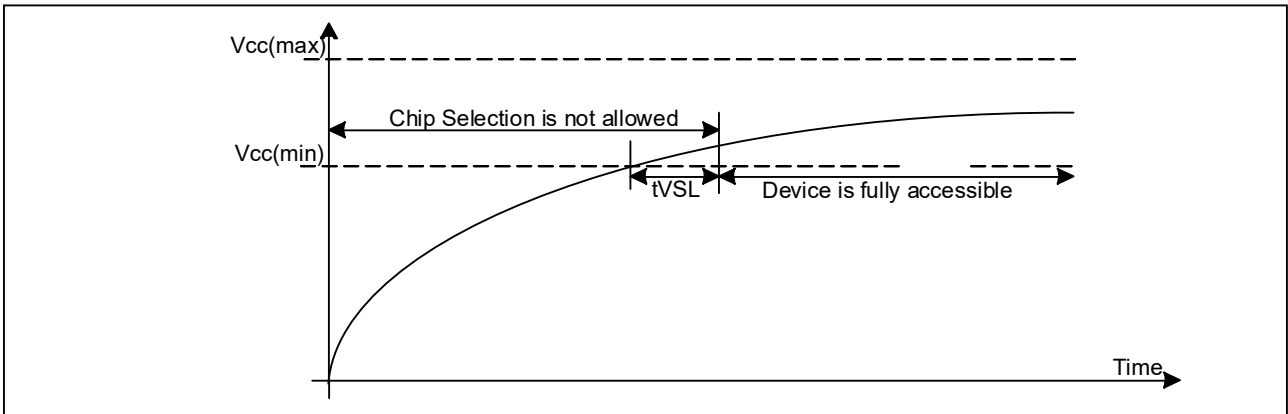 Vcc(max)
Chip Selection is not allowed
Vcc(min)
tVSL
Device is fully accessible
Time